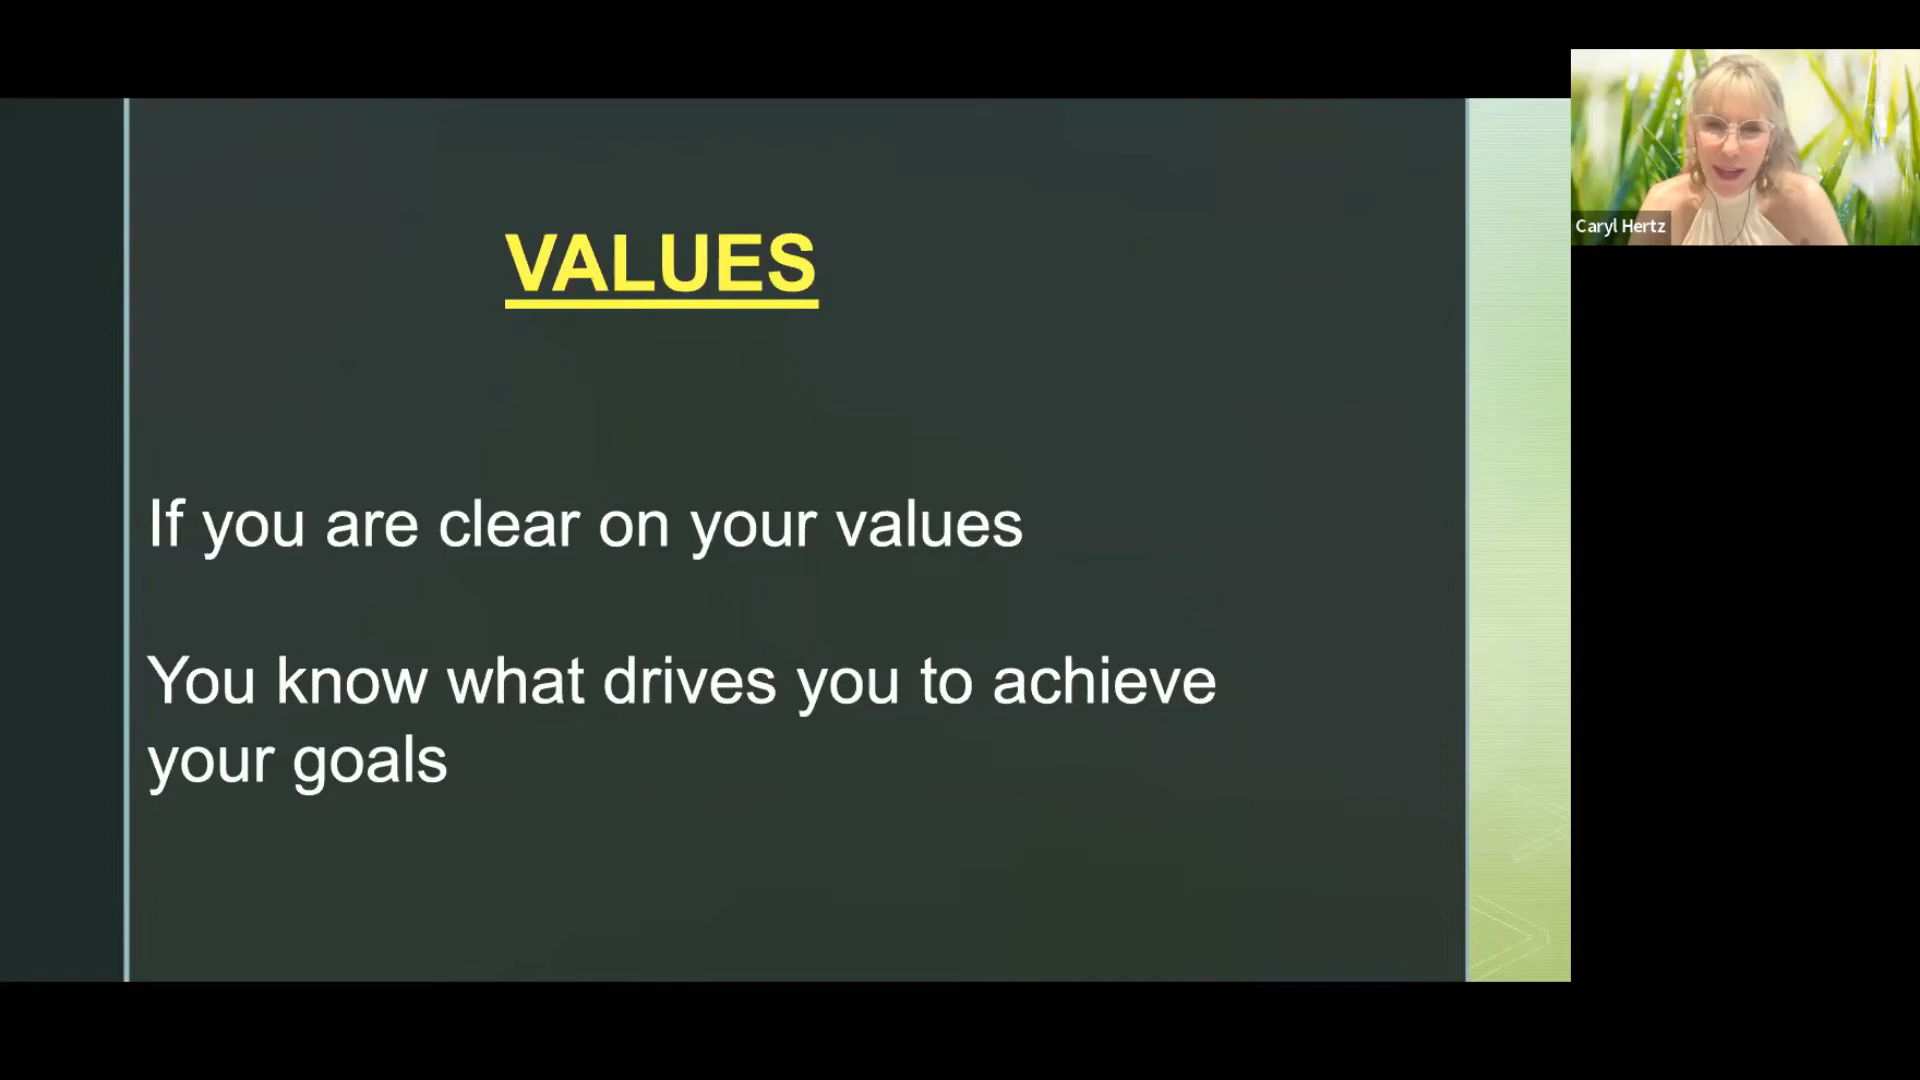 VALUES
If you are clear on your values
You know what drives you to achieve
your goals
Caryl Hertz